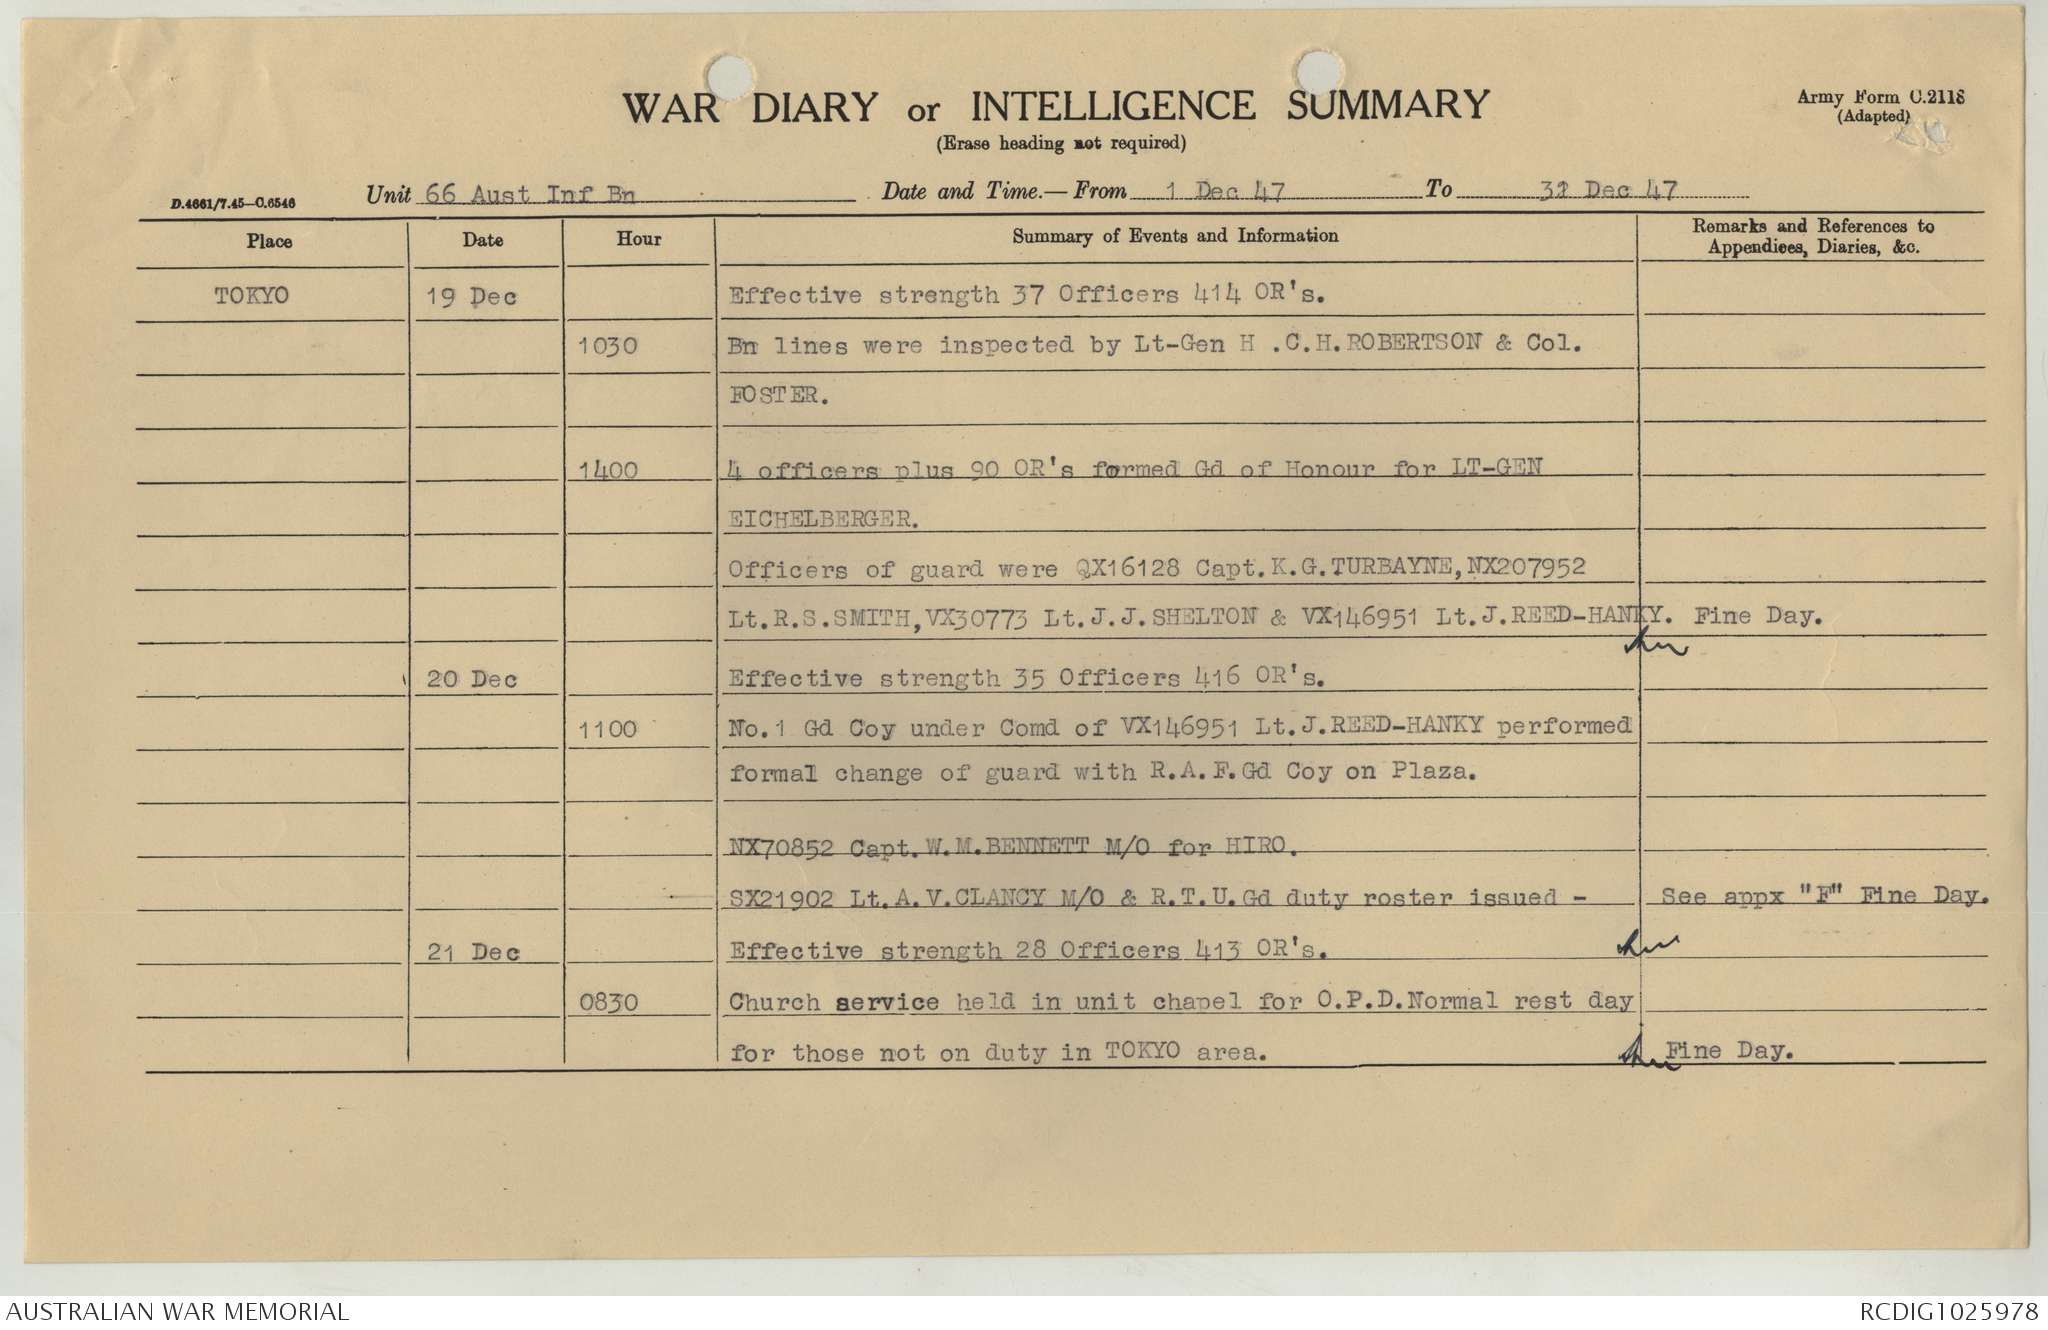 WAR DIARY or INTELLIGENCE SUMMARY
(Erase heading not required)
Army Form C.2118
(Adapted)
D.4661/7.45—C.6546
Unit 66 Aust Inf Bn Date and Time.—From 1 Dec 47 To 31 Dec 47
Place Date Hour Summary of Events and Information Remarks and References to
Appendices, Diaries, &c.
TOKYO 19 Dec Effective strength 37 Officers 414 OR's.
1030 Bn lines were inspected by Lt-Gen H .C.H.ROBERTSON & Col.
FOSTER.
1400 4 officers plus 90 OR's formed Gd of Honour for LT-GEN
EICHELBERGER.
Officers of guard were QX16128 Capt.K.G.TURBAYNE,NX207952
Lt.R.S.SMITH,VX30773 Lt.J.J.SHELTON & VX146951 Lt.J.REED-HANKY. Fine Day.
20 Dec Effective strength 35 Officers 416 OR's.
1100 No.1 Gd Coy under Comd of VX146951 Lt.J.REED-HANKY performed
formal change of guard with R.A.F.Gd Coy on Plaza.
NX70852 Capt.W.M.BENNETT M/O for HIRO.
SX21902 Lt.A.V.CLANCY M/O & R.T.U.Gd duty roster issued - See appx "F" Fine Day.
21 Dec Effective strength 28 Officers 413 OR's.
0830 Church service held in unit chapel for O.P.D.Normal rest day
for those not on duty in TOKYO area. Fine Day.
AUSTRALIAN WAR MEMORIAL
RCDIG1025978